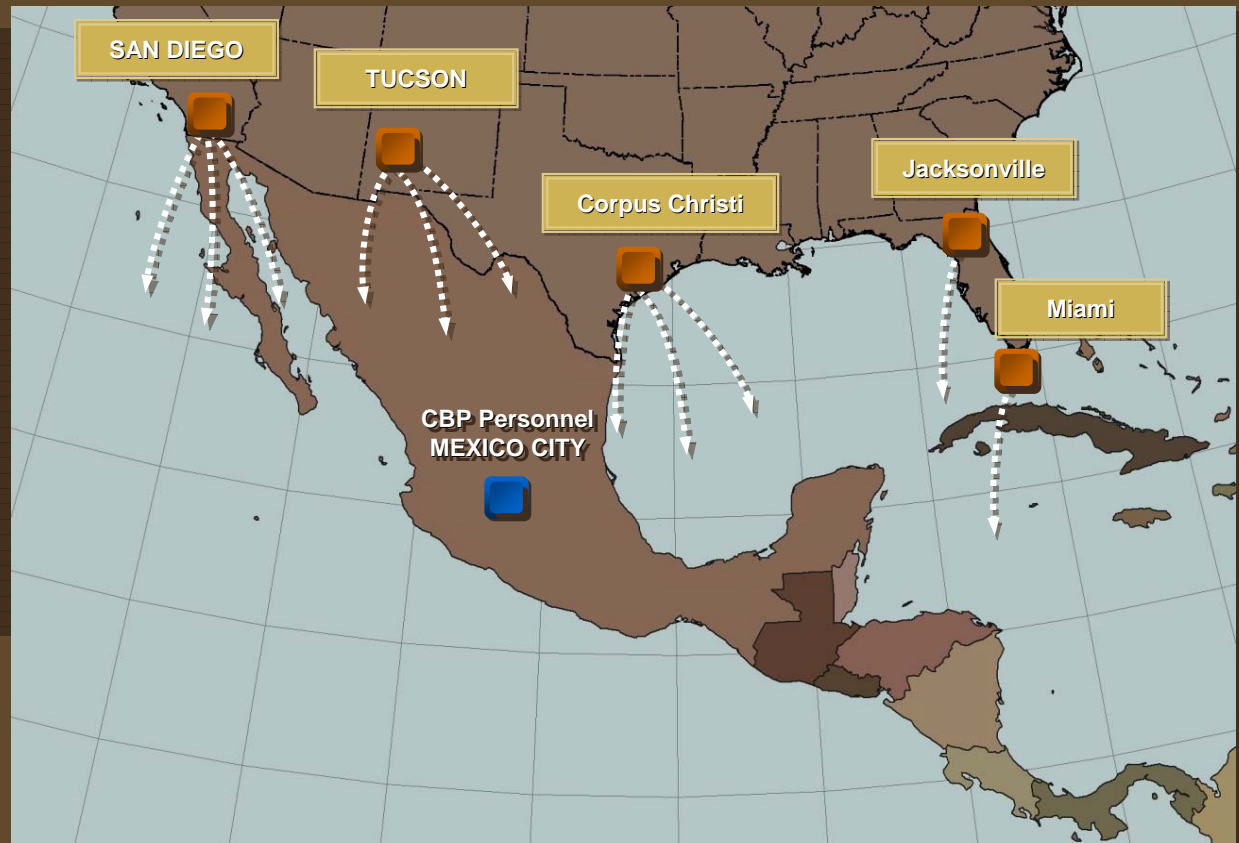 SAN DIEGO
TUCSON
Jacksonville
Corpus Christi
Miami
CBP Personnel
MEXICO CITY